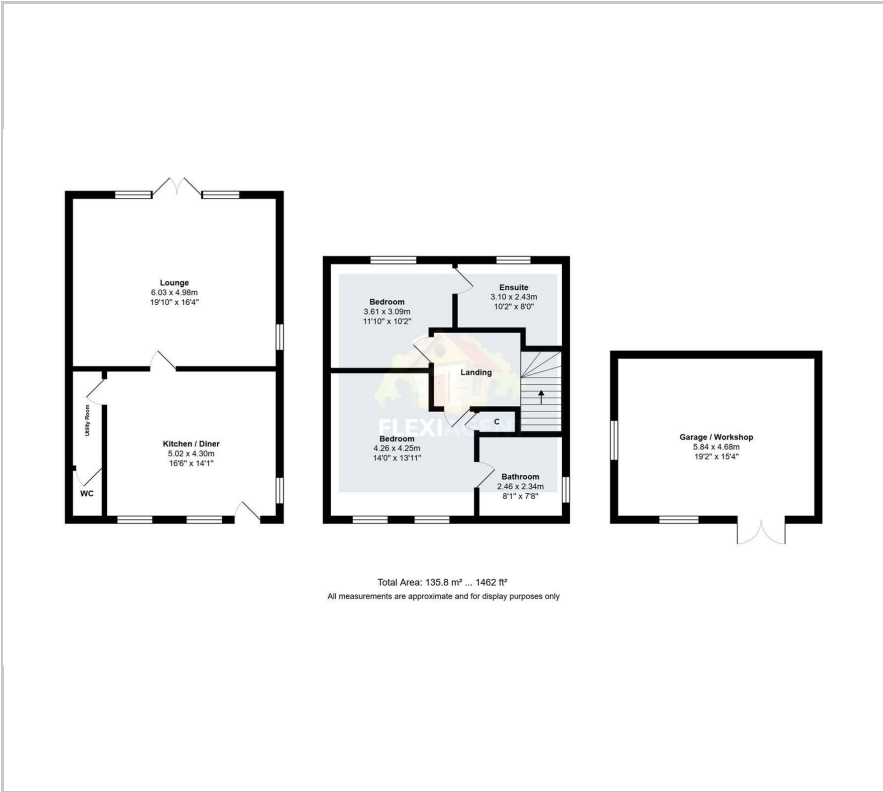 Lounge
6.03 x 4.98m
19'10" x 16'4"
Utility Room
Kitchen / Diner
5.02 x 4.30m
16'6" x 14'1"
WC
Bedroom
3.61 x 3.09m
11'10" x 10'2"
Ensuite
3.10 x 2.43m
10'2" x 8'0"
Landing
C
FLEXIAGENT
Bedroom
4.26 x 4.25m
14'0" x 13'11"
Bathroom
2.46 x 2.34m
8'1" x 7'8"
Garage / Workshop
5.84 x 4.68m
19'2" x 15'4"
Total Area: 135.8 m² ... 1462 ft²
All measurements are approximate and for display purposes only